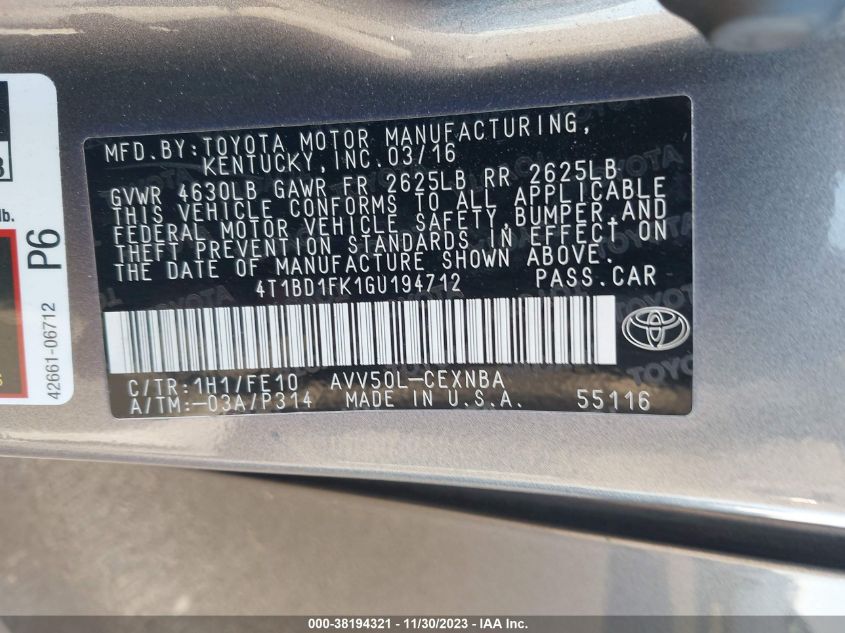 MFD.BY:TOYOTA MOTOR MANUFACTURING,
KENTUCKY,INC.03/16
GVWR 4630LB GAWR FR 2625LB RR 2625LB
THIS VEHICLE CONFORMS TO ALL APPLICABLE
FEDERAL MOTOR VEHICLE SAFETY,BUMPER,AND
THEFT PREVENTION STANDARDS IN EFFECT ON
THE DATE OF MANUFACTURE SHOWN ABOVE.
4T1BD1FK1GU194712 PASS.CAR
C/TR:1H1/FE10 AVV50L-CEXNBA
A/TM:-03A/P314 MADE IN U.S.A. 55116
lb.
P6
42661-06712
000-38194321 - 11/30/2023 - IAA Inc.